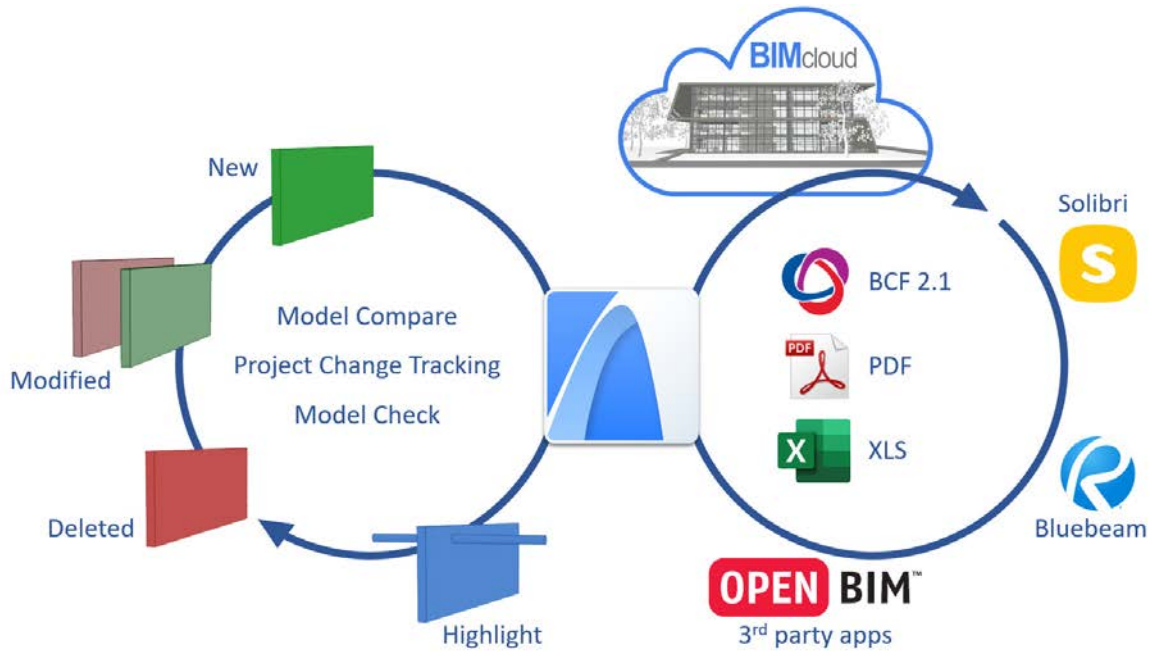 BIMcloud
New
Solibri
S
BCF 2.1
Model Compare
Project Change Tracking
Model Check
Modified
PDF
PDF
X
XLS
Deleted
Bluebeam
OPEN BIM™
Highlight
3rd party apps